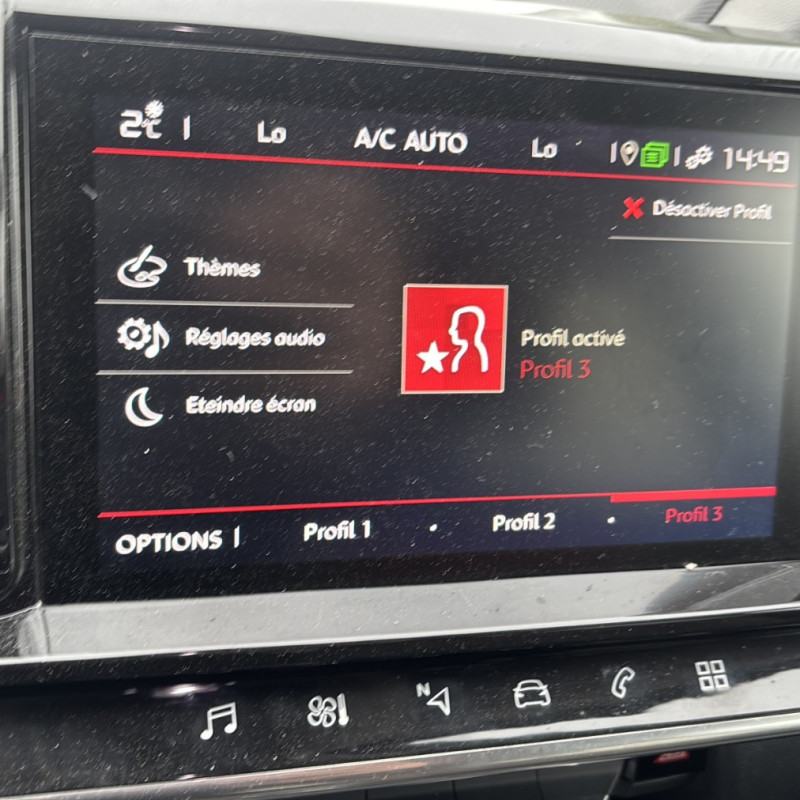 2°C Lo A/C AUTO Lo 14:49
Désactiver Profil
Thèmes
Réglages audio
Eteindre écran
Profil activé
Profil 3
OPTIONS Profil 1 Profil 2 Profil 3
N